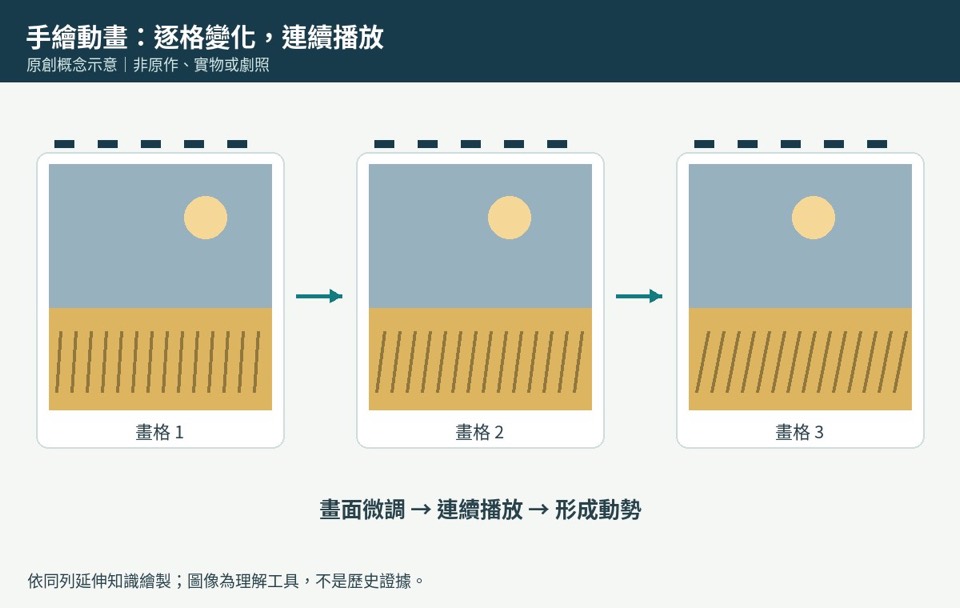 手繪動畫：逐格變化，連續播放
原創概念示意｜非原作、實物或劇照
畫格 1
畫格 2
畫格 3
畫面微調 → 連續播放 → 形成動勢
依同列延伸知識繪製；圖像為理解工具，不是歷史證據。